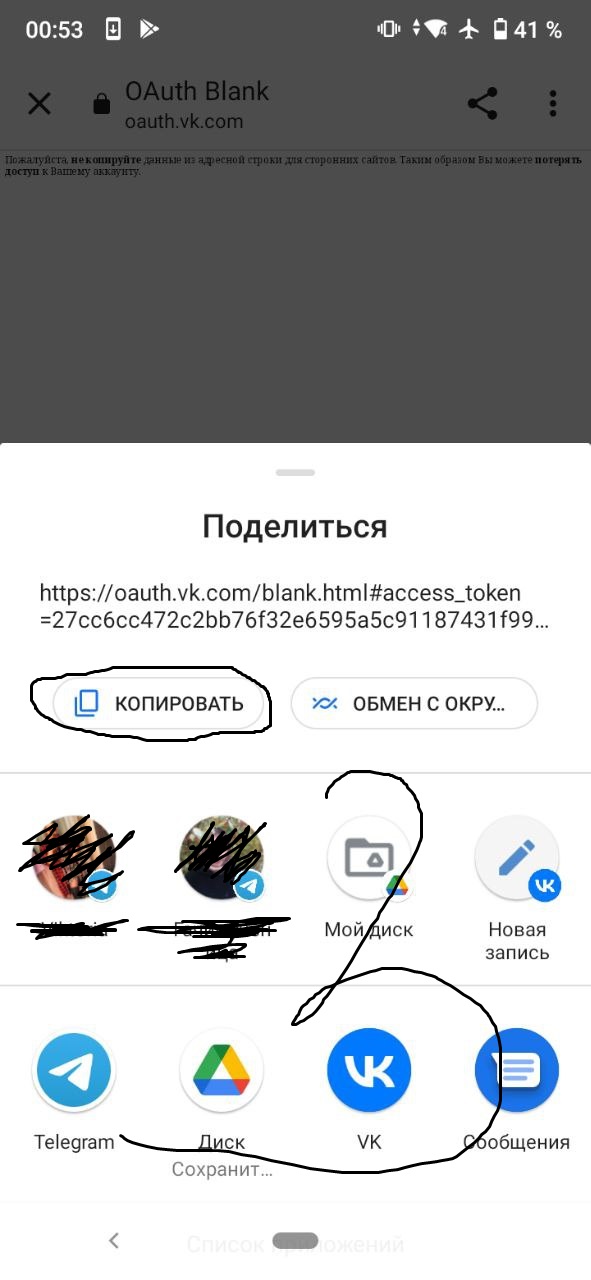 00:53
4 41 %
OAuth Blank
oauth.vk.com
Пожалуйста, не копируйте данные из адресной строки для сторонних сайтов. Таким образом Вы можете потерять
доступ к Вашему аккаунту.
Поделиться
https://oauth.vk.com/blank.html#access_token
=27cc6cc472c2bb76f32e6595a5c91187431f99...
КОПИРОВАТЬ
ОБМЕН С ОКРУ...
2
Мой диск
Новая
запись
Telegram
Диск
VK
Сообщения
Сохранит...
Список приложений